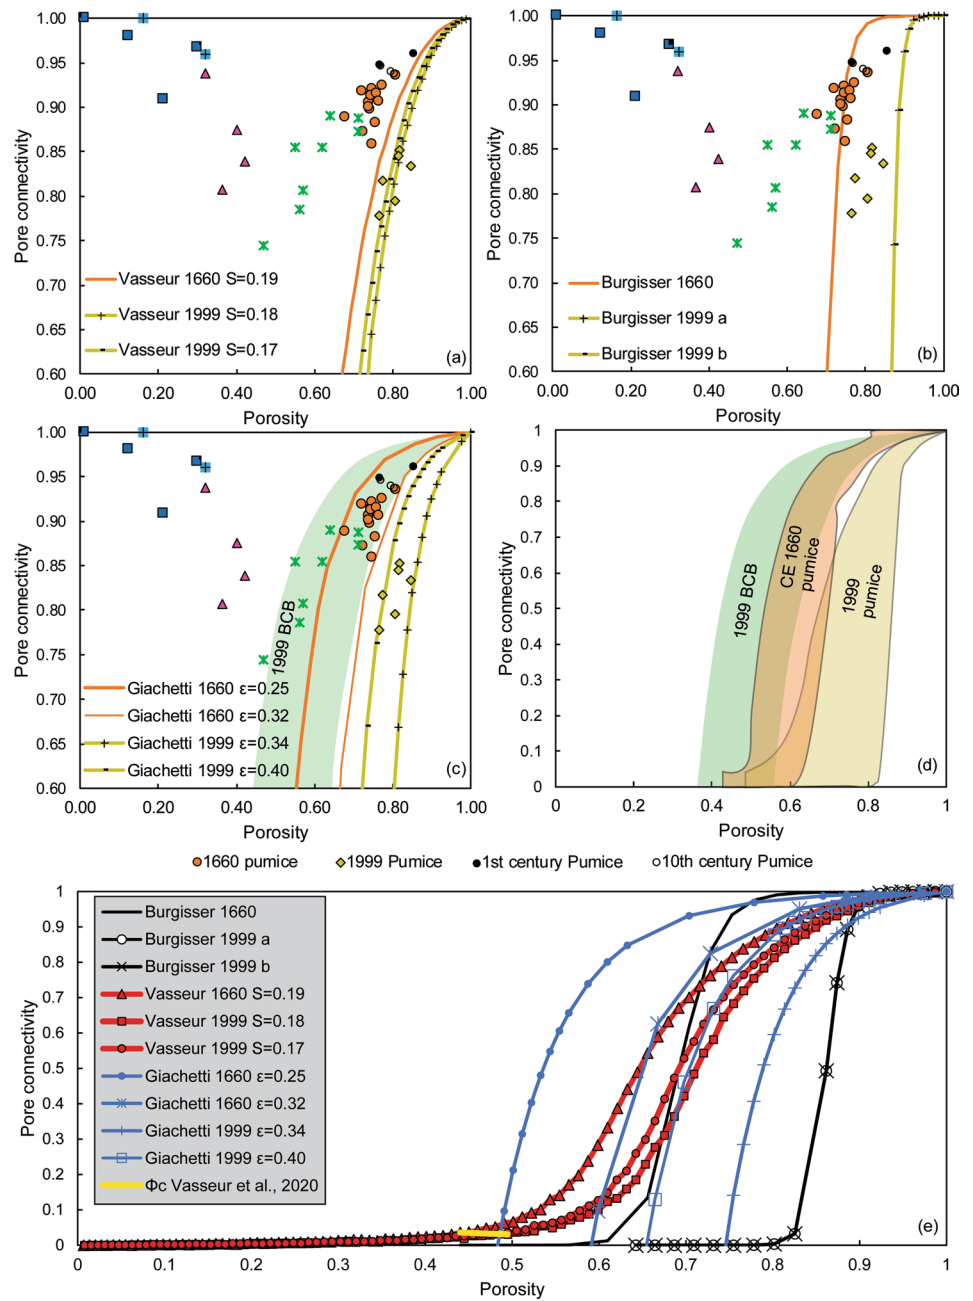 1.00
0.95
0.90
0.85
0.80
0.75
0.70
0.65
0.60
Pore connectivity
Vasseur 1660 S=0.19
Vasseur 1999 S=0.18
Vasseur 1999 S=0.17
(a)
0.00 0.20 0.40 0.60 0.80 1.00
Porosity
1.00
0.95
0.90
0.85
0.80
0.75
0.70
0.65
0.60
Pore connectivity
Burgisser 1660
Burgisser 1999 a
Burgisser 1999 b
(b)
0.00 0.20 0.40 0.60 0.80 1.00
Porosity
1.00
0.95
0.90
0.85
0.80
0.75
0.70
0.65
0.60
Pore connectivity
1999 BCB
Giachetti 1660 ε=0.25
Giachetti 1660 ε=0.32
Giachetti 1999 ε=0.34
Giachetti 1999 ε=0.40
(c)
0.00 0.20 0.40 0.60 0.80 1.00
Porosity
1
0.9
0.8
0.7
0.6
0.5
0.4
0.3
0.2
0.1
0
Pore connectivity
1999 BCB
CE 1660
pumice
1999
pumice
(d)
0 0.2 0.4 0.6 0.8 1
Porosity
1660 pumice 1999 Pumice 1st century Pumice 10th century Pumice
1
0.9
0.8
0.7
0.6
0.5
0.4
0.3
0.2
0.1
0
Pore connectivity
Burgisser 1660
Burgisser 1999 a
Burgisser 1999 b
Vasseur 1660 S=0.19
Vasseur 1999 S=0.18
Vasseur 1999 S=0.17
Giachetti 1660 ε=0.25
Giachetti 1660 ε=0.32
Giachetti 1999 ε=0.34
Giachetti 1999 ε=0.40
Φc Vasseur et al., 2020
(e)
0 0.1 0.2 0.3 0.4 0.5 0.6 0.7 0.8 0.9 1
Porosity